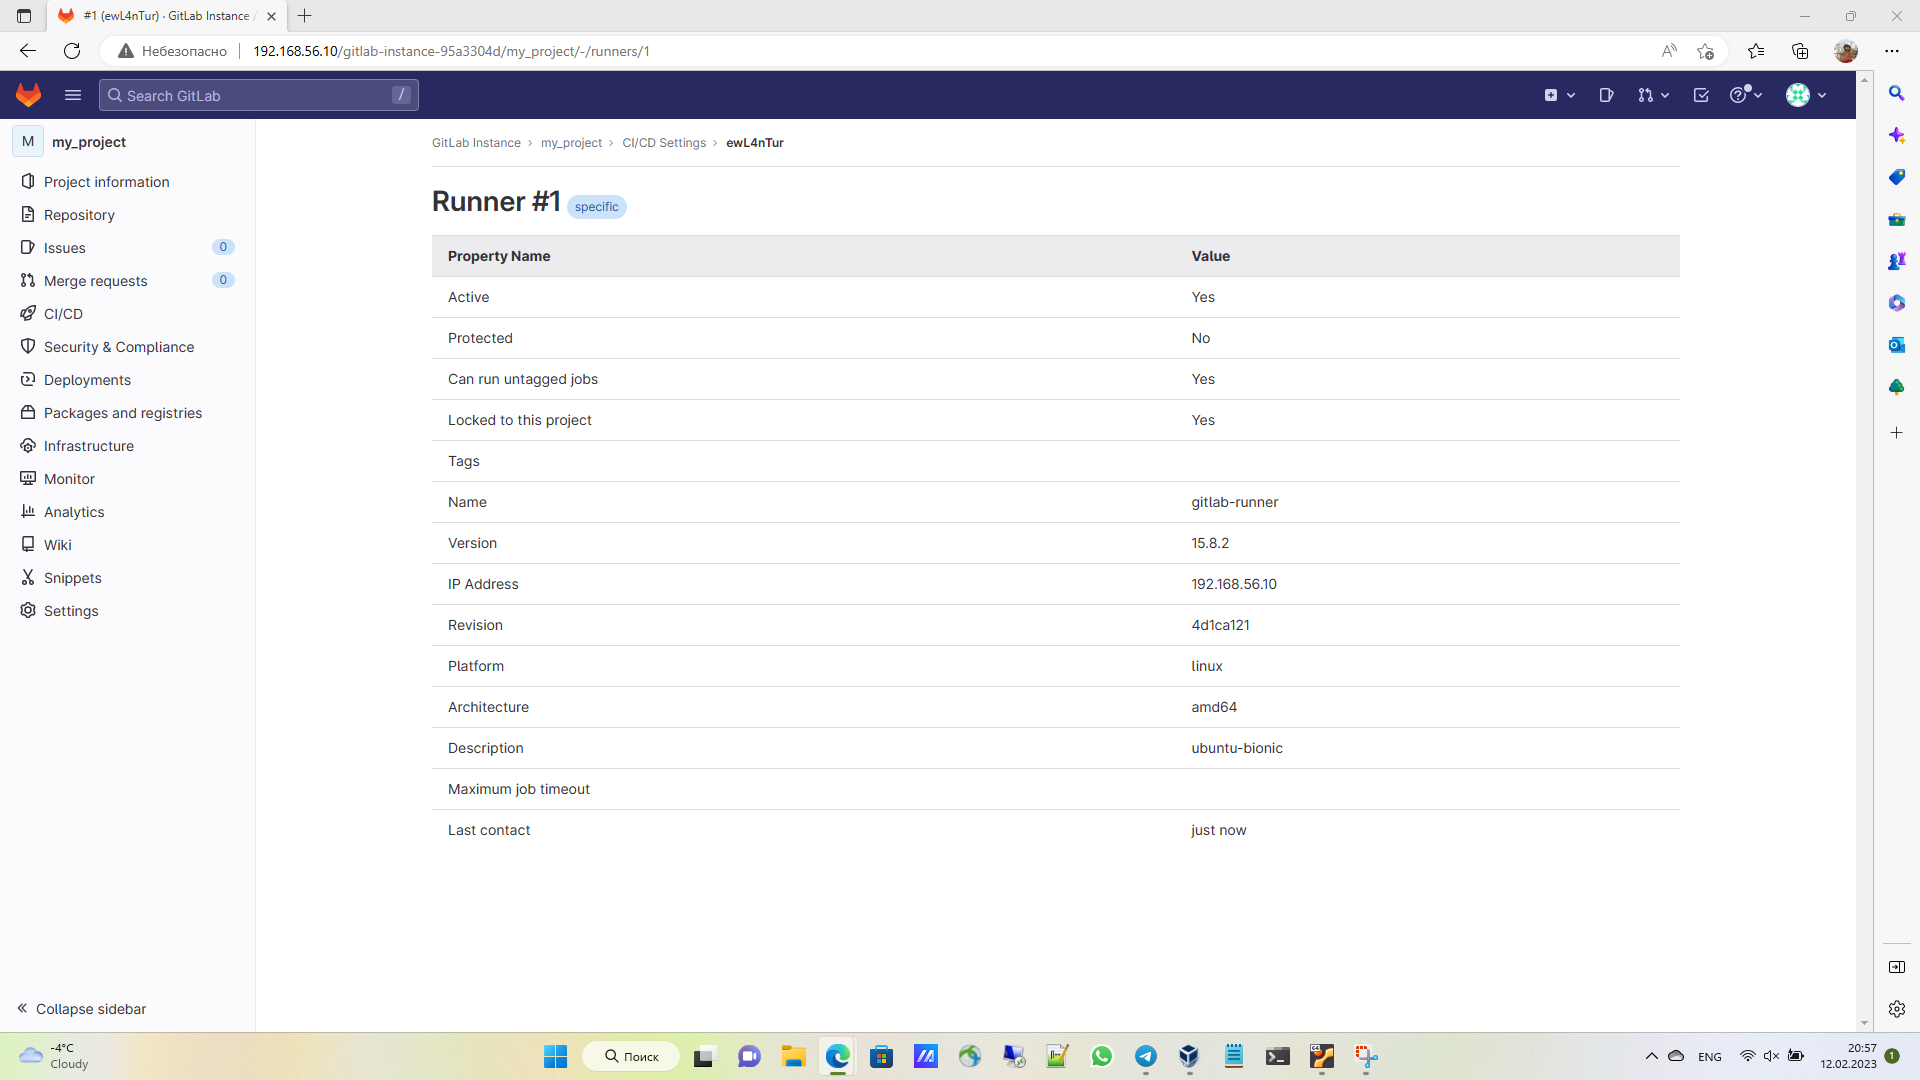 #1 (ewL4nTur) · GitLab Instance /
Небезопасно
192.168.56.10/gitlab-instance-95a3304d/my_project/-/runners/1
Search GitLab
/
M
my_project
Project information
Repository
Issues 0
Merge requests 0
CI/CD
Security & Compliance
Deployments
Packages and registries
Infrastructure
Monitor
Analytics
Wiki
Snippets
Settings
Collapse sidebar
GitLab Instance › my_project › CI/CD Settings › ewL4nTur
Runner #1 specific
Property Name Value
Active Yes
Protected No
Can run untagged jobs Yes
Locked to this project Yes
Tags
Name gitlab-runner
Version 15.8.2
IP Address 192.168.56.10
Revision 4d1ca121
Platform linux
Architecture amd64
Description ubuntu-bionic
Maximum job timeout
Last contact just now
-4°C
Cloudy
Поиск
ENG
20:57
12.02.2023
1